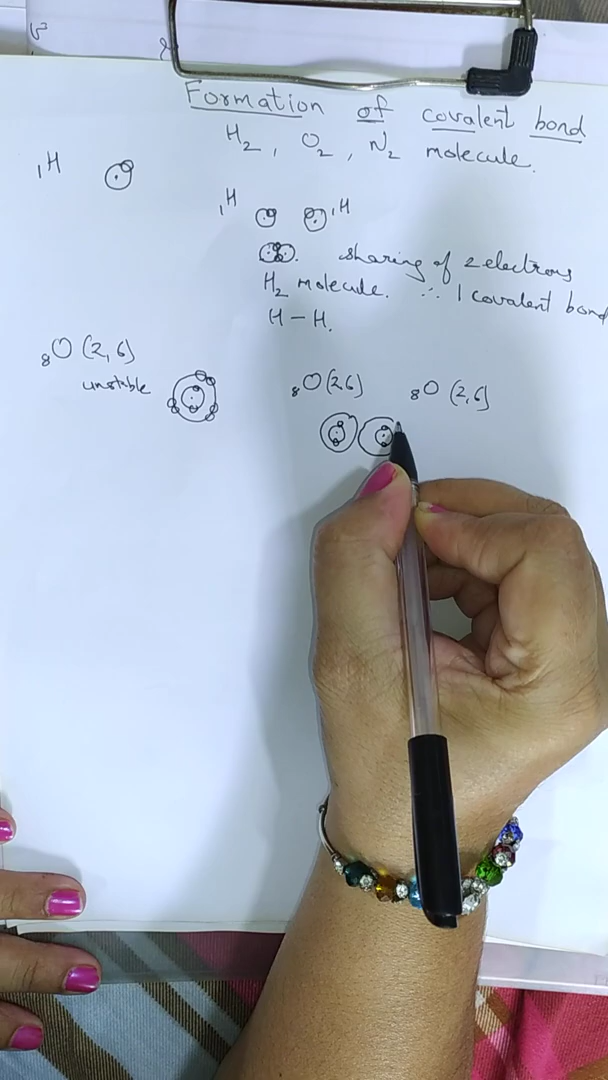 Formation of covalent bond
H2, O2, N2 molecule.
1H
1H 1H
sharing of 2 electrons
H2 molecule. ∴ 1 covalent bond
H-H.
8O (2,6)
unstable
8O (2,6) 8O (2,6)